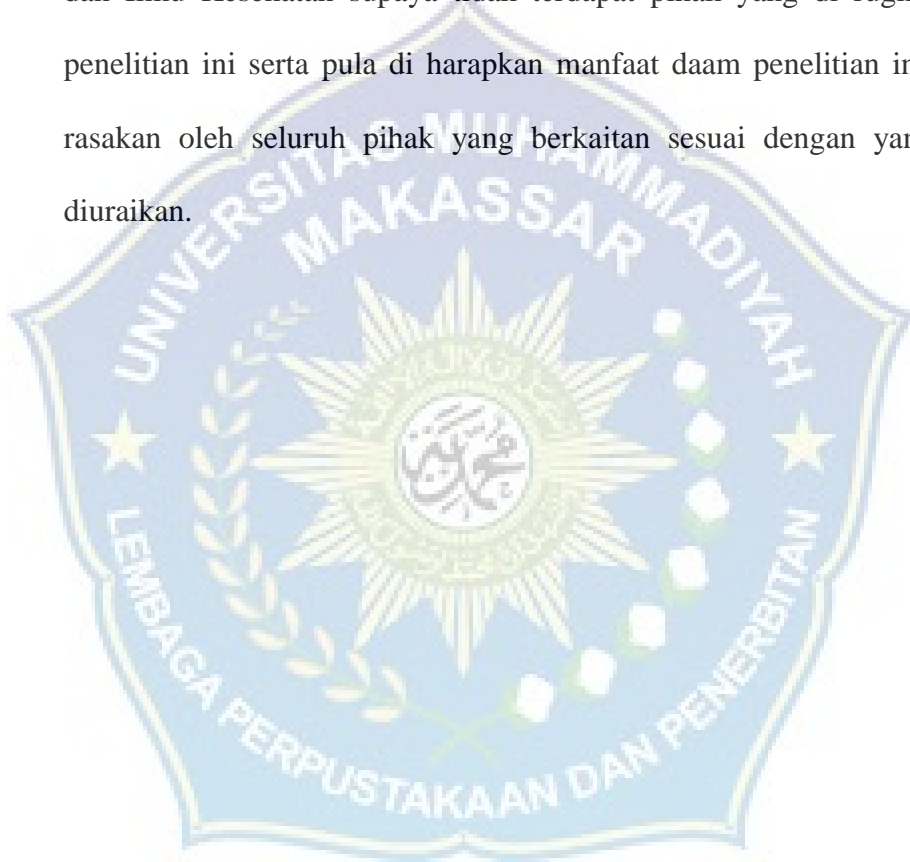 penelitian ini serta pula di harapkan manfaat daam penelitian in
rasakan oleh seluruh pihak yang berkaitan sesuai dengan yan
diuraikan.
UNIVERSITAS MUHAMMADIYAH
MAKASSAR
LEMBAGA PERPUSTAKAAN DAN PENERBITAN